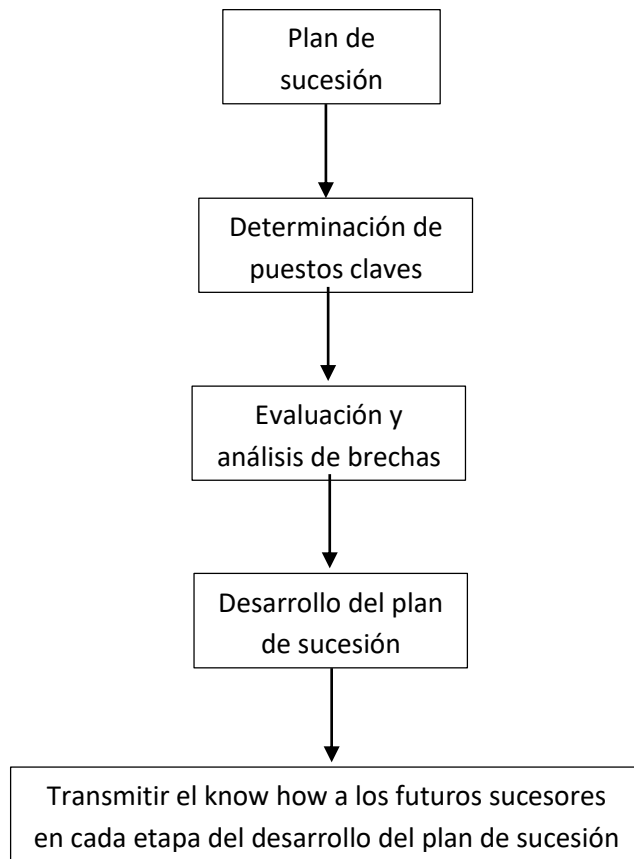 Plan de
sucesión
Determinación de
puestos claves
Evaluación y
análisis de brechas
Desarrollo del plan
de sucesión
Transmitir el know how a los futuros sucesores
en cada etapa del desarrollo del plan de sucesión